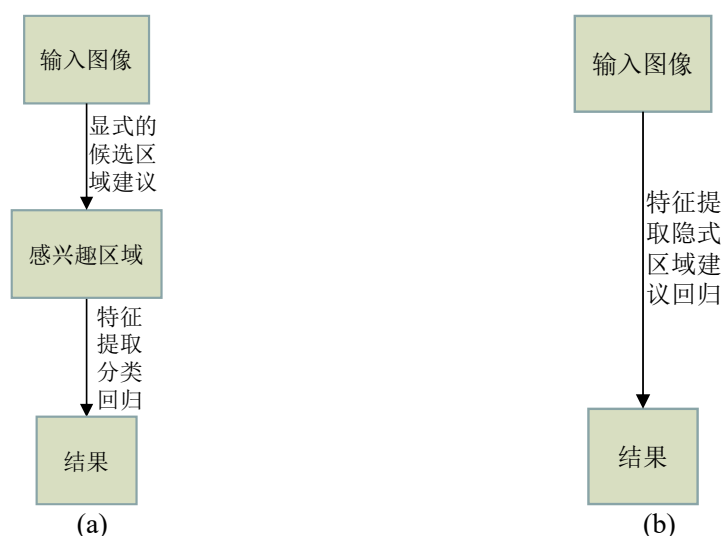 输入图像
显式的
候选区
域建议
感兴趣区域
特征
提取
分类
回归
结果
(a)
输入图像
特征提
取隐式
区域建
议回归
结果
(b)